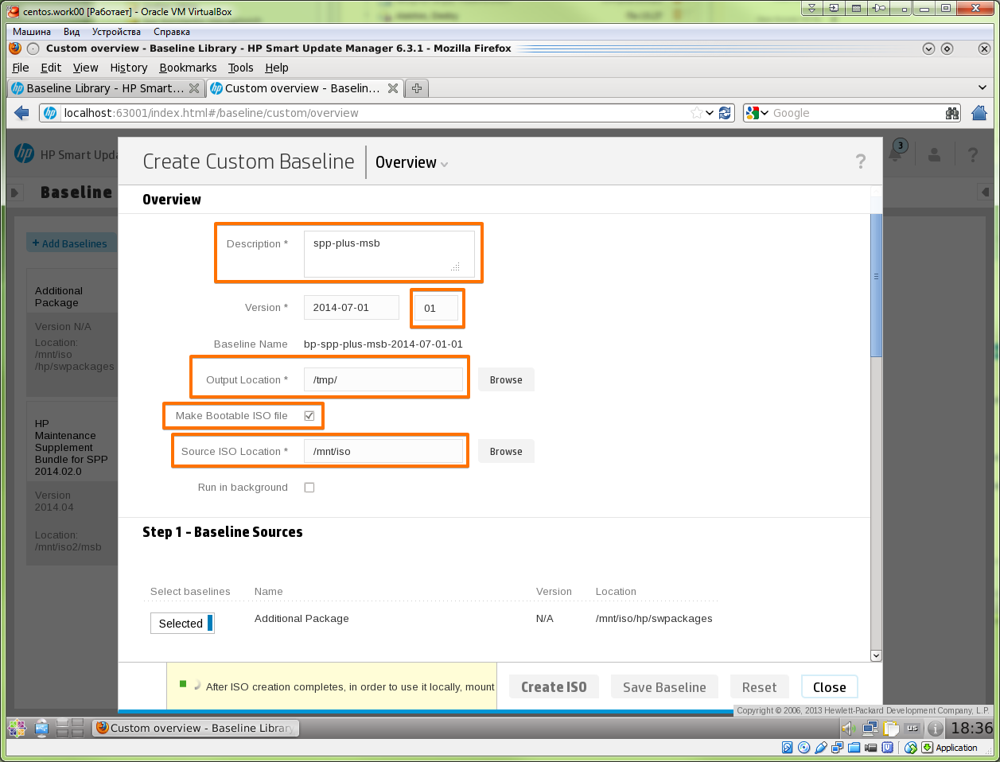 centos.work00 [Работает] - Oracle VM VirtualBox
Машина Вид Устройства Справка
Custom overview - Baseline Library - HP Smart Update Manager 6.3.1 - Mozilla Firefox
File Edit View History Bookmarks Tools Help
Baseline Library - HP Smart... Custom overview - Baselin...
localhost:63001/index.html#/baseline/custom/overview Google
HP Smart Upda
3
?
Create Custom Baseline Overview ?
Baseline
Overview
+ Add Baselines
Additional
Package
Version N/A
Location:
/mnt/iso
/hp/swpackages
HP
Maintenance
Supplement
Bundle for SPP
2014.02.0
Version
2014.04
Location:
/mnt/iso2/msb
Description * spp-plus-msb
Version * 2014-07-01 01
Baseline Name bp-spp-plus-msb-2014-07-01-01
Output Location * /tmp/ Browse
Make Bootable ISO file
Source ISO Location * /mnt/iso Browse
Run in background
Step 1 - Baseline Sources
Select baselines Name Version Location
Selected Additional Package N/A /mnt/iso/hp/swpackages
After ISO creation completes, in order to use it locally, mount
Create ISO Save Baseline Reset Close
Copyright © 2006, 2013 Hewlett-Packard Development Company, L.P.
Custom overview - Baseline Library us 18:36
Application